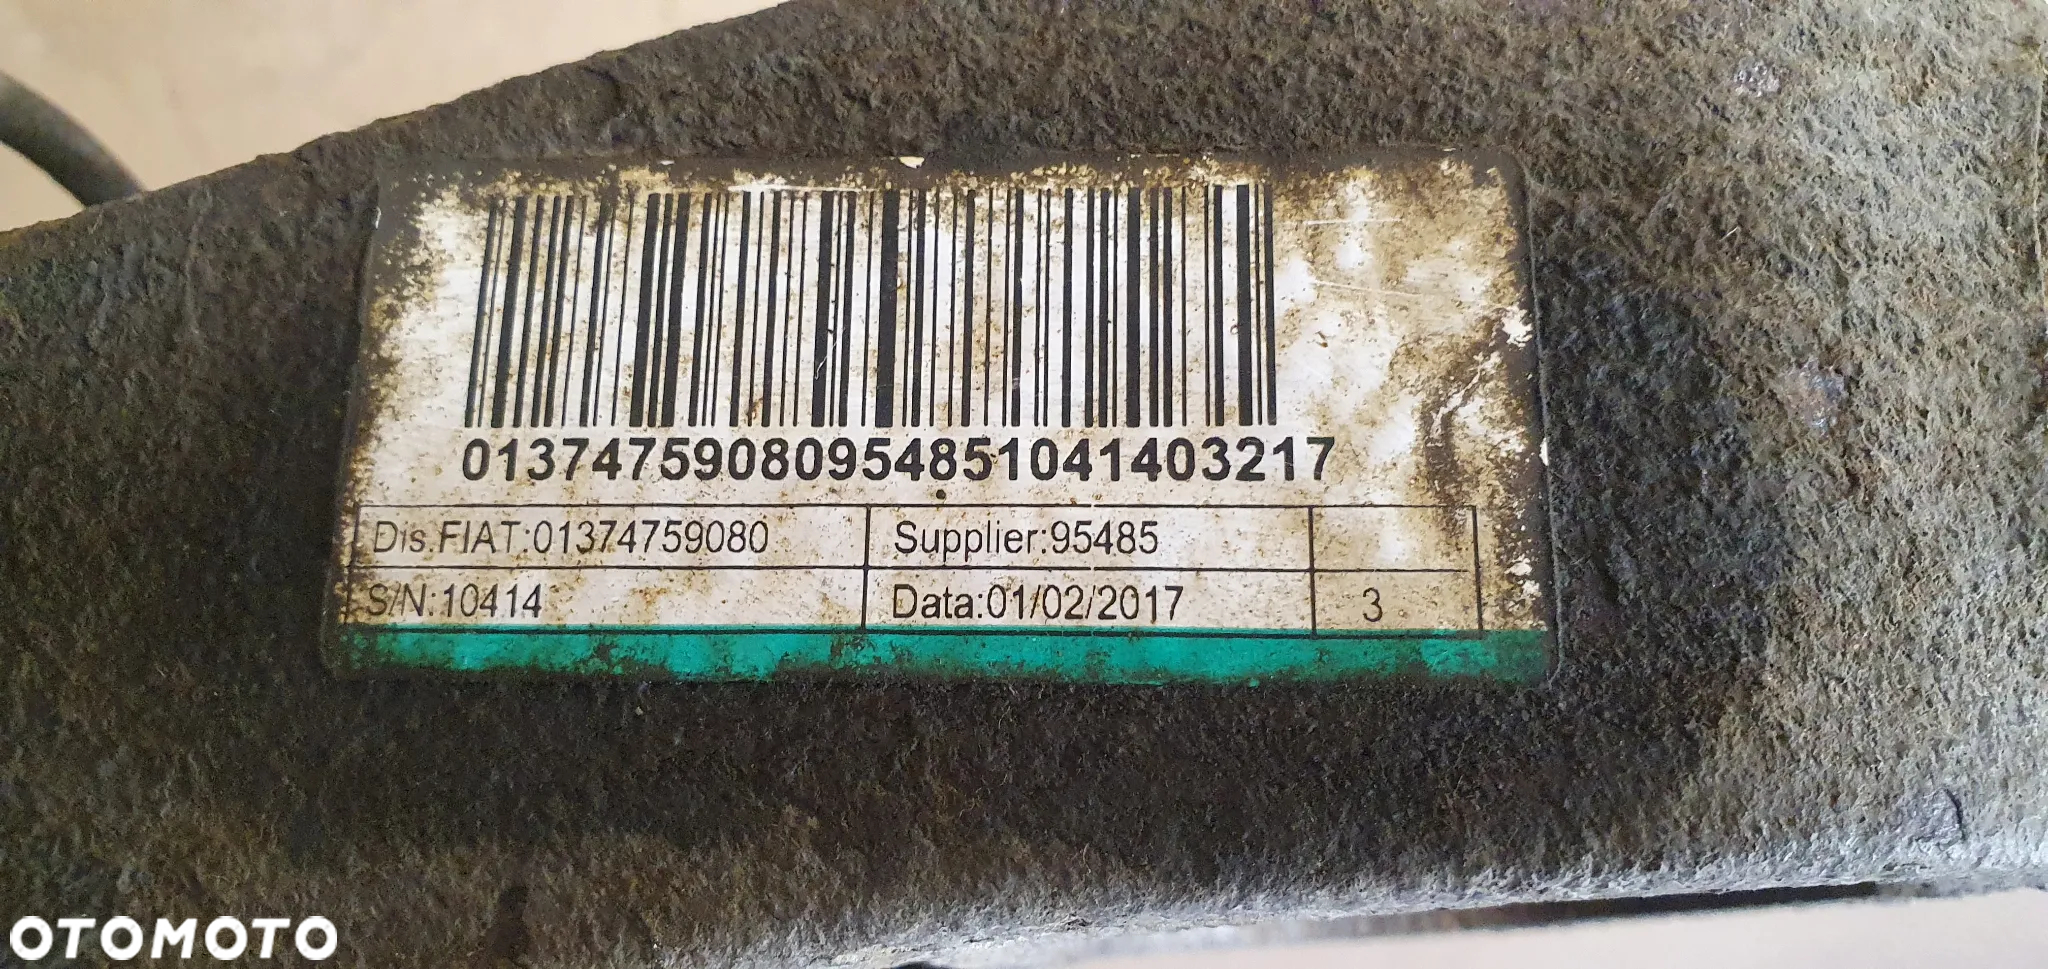 01374759080954851041403217
Dis.FIAT:01374759080 Supplier:95485
S/N:10414 Data:01/02/2017 3
OTOMOTO